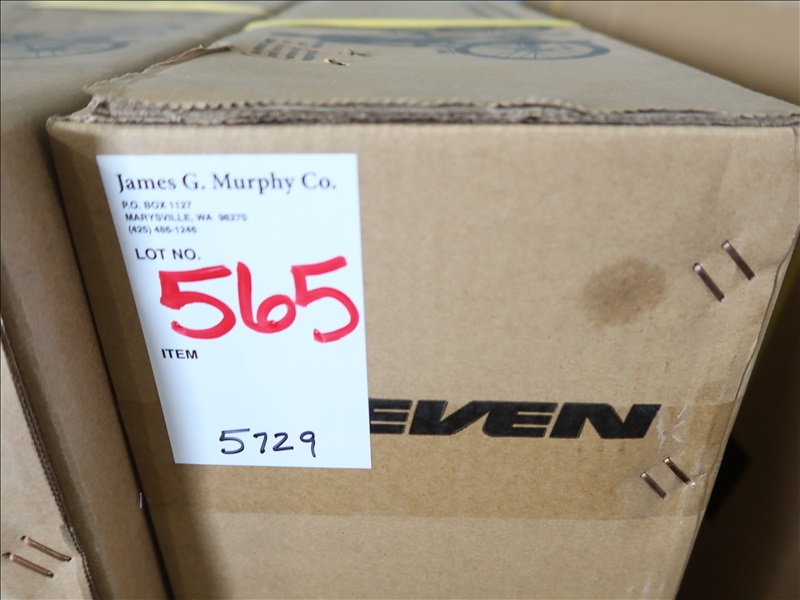 James G. Murphy Co.
P.O. BOX 1127
MARYSVILLE, WA 98270
(425) 486-1246
LOT NO.
565
ITEM
5729
EVEN